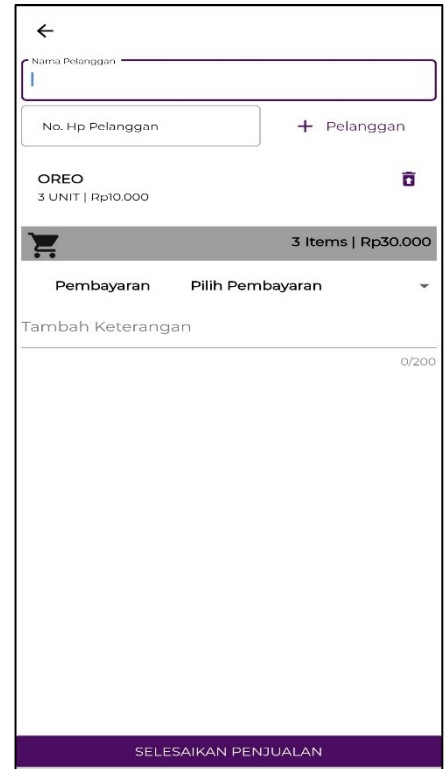 Nama Pelanggan
No. Hp Pelanggan
+ Pelanggan
OREO
3 UNIT | Rp10.000
3 Items | Rp30.000
Pembayaran Pilih Pembayaran
Tambah Keterangan
0/200
SELESAIKAN PENJUALAN